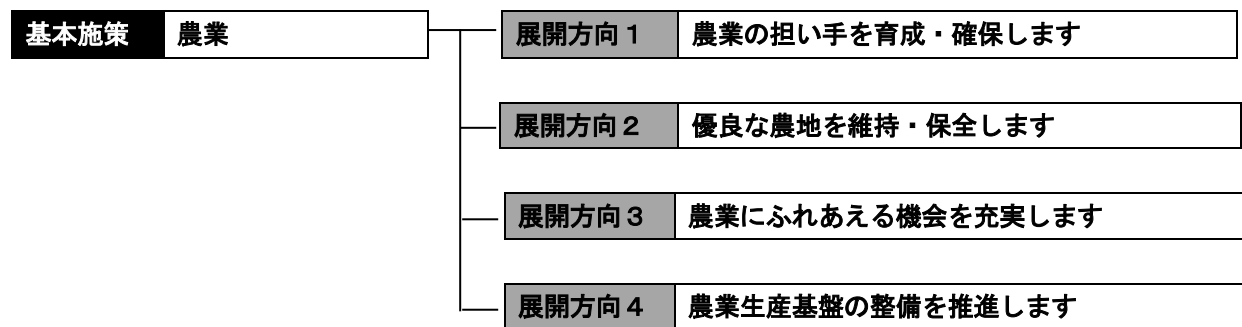 基本施策 農業
展開方向1 農業の担い手を育成・確保します
展開方向2 優良な農地を維持・保全します
展開方向3 農業にふれあえる機会を充実します
展開方向4 農業生産基盤の整備を推進します